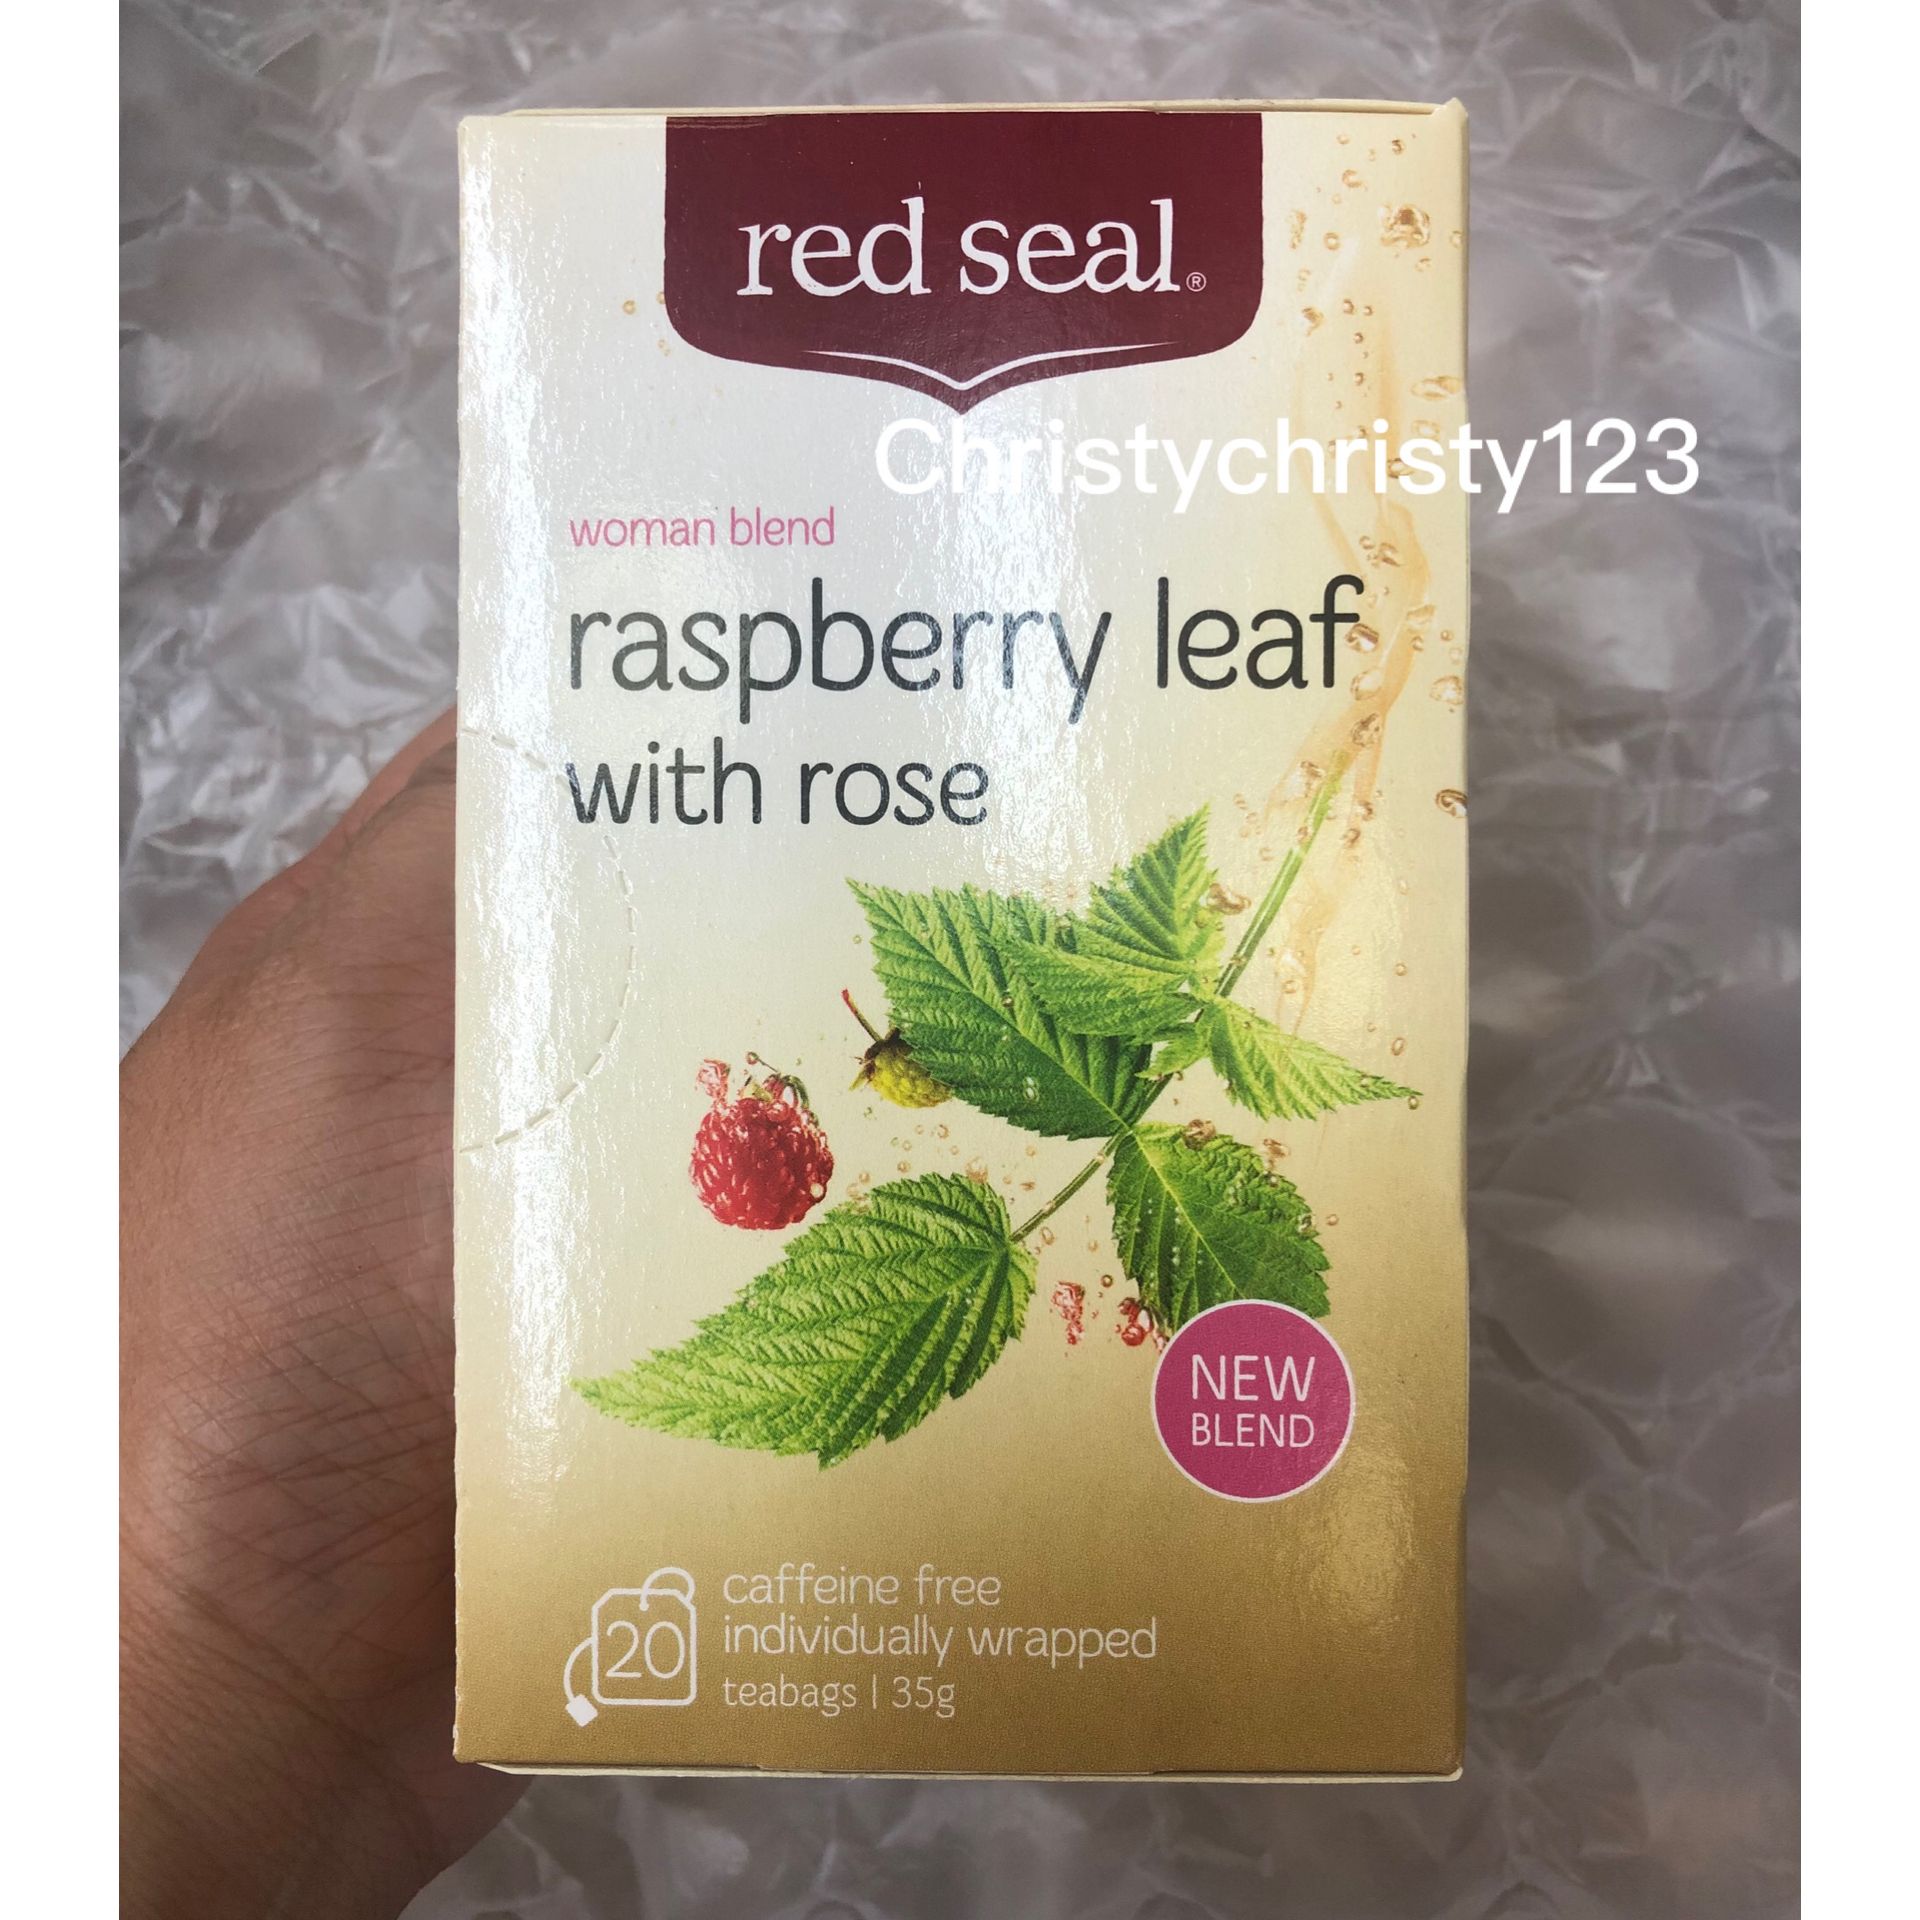 red seal®
Christychristy123
woman blend
raspberry leaf
with rose
NEW
BLEND
20
caffeine free
individually wrapped
teabags | 35g